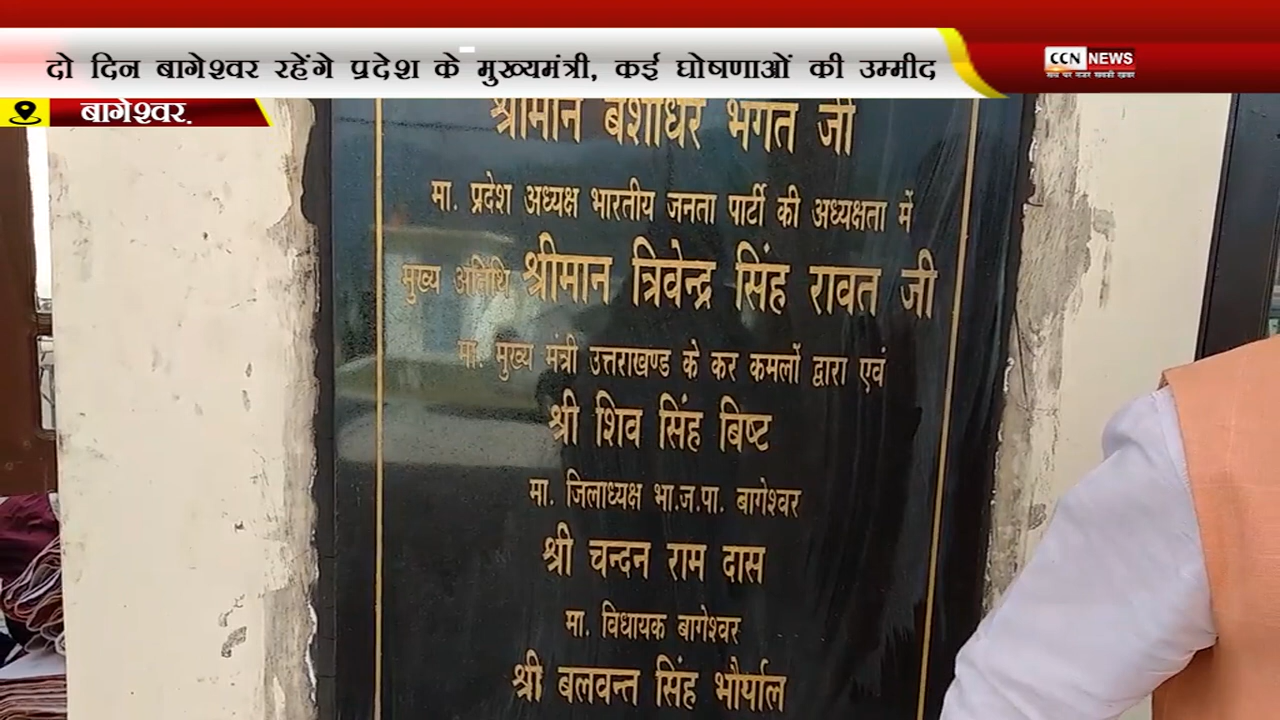 दो दिन बागेश्वर रहेंगे प्रदेश के मुख्यमंत्री, कई घोषणाओं की उम्मीद
CCN NEWS
बागेश्वर.
श्रीमान बंशीधर भगत जी
मा. प्रदेश अध्यक्ष भारतीय जनता पार्टी की अध्यक्षता में
मुख्य अतिथि श्रीमान त्रिवेन्द्र सिंह रावत जी
मा. मुख्य मंत्री उत्तराखण्ड के कर कमलों द्वारा एवं
श्री शिव सिंह बिष्ट
मा. जिलाध्यक्ष भा.ज.पा. बागेश्वर
श्री चन्दन राम दास
मा. विधायक बागेश्वर
श्री बलवन्त सिंह भौर्याल